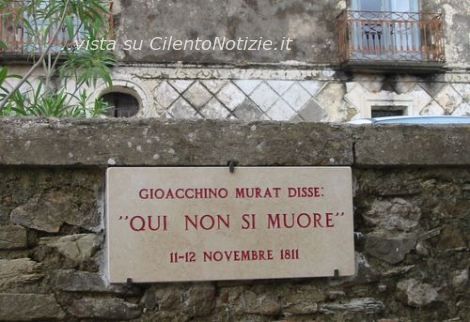 ...vista su CilentoNotizie.it
GIOACCHINO MURAT DISSE:
"QUI NON SI MUORE"
11-12 NOVEMBRE 1811